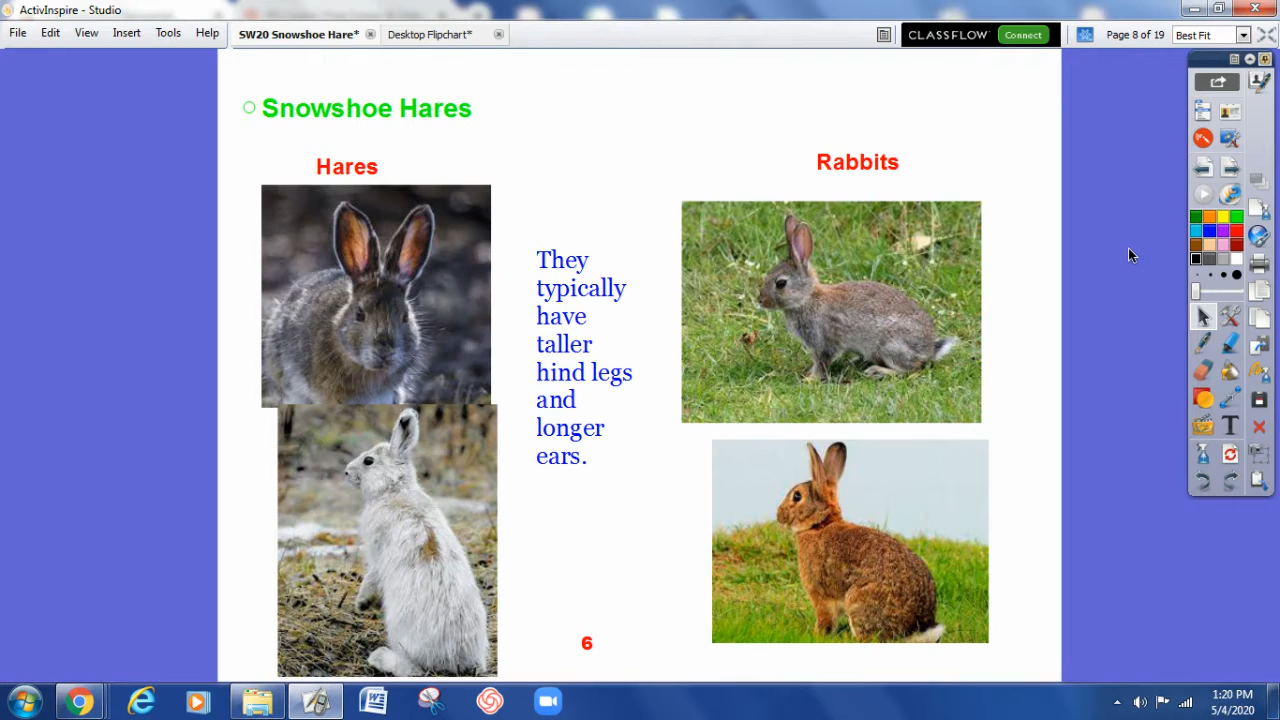 ActivInspire - Studio
File Edit View Insert Tools Help
SW20 Snowshoe Hare*
Desktop Flipchart*
CLASSFLOW
Connect
Page 8 of 19
Best Fit
Snowshoe Hares
Hares
Rabbits
They
typically
have
taller
hind legs
and
longer
ears.
6
1:20 PM
5/4/2020